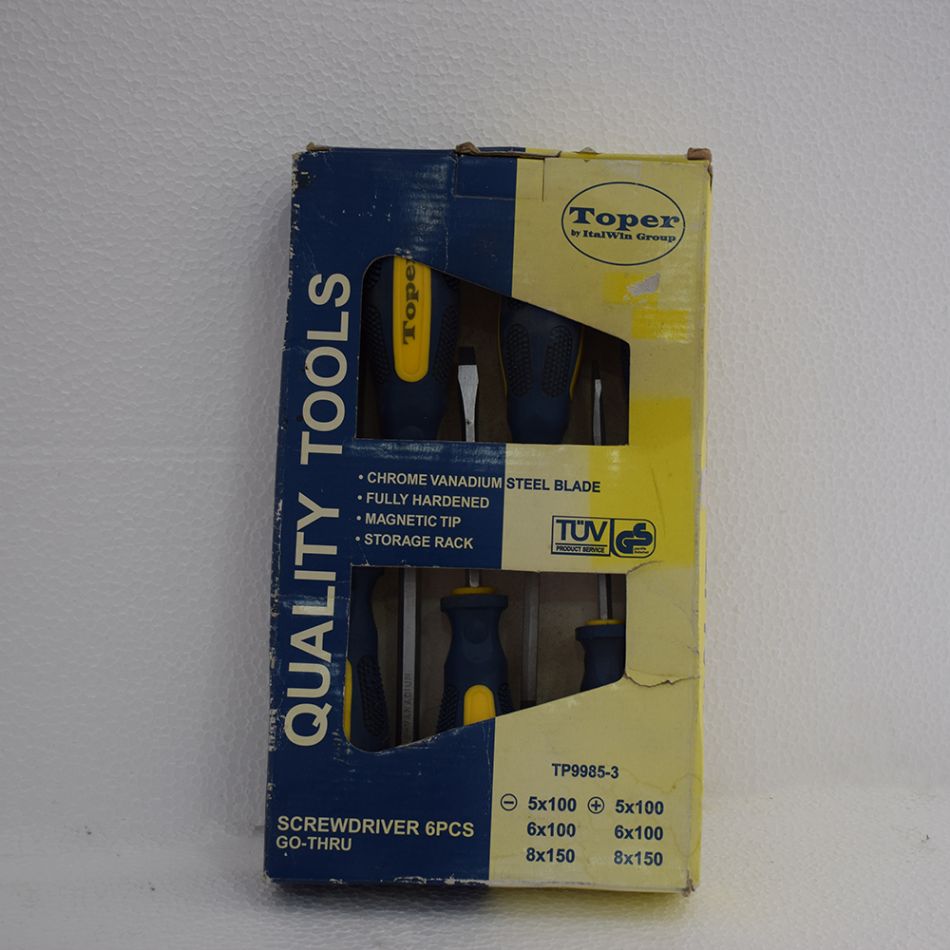 Toper
by ItalWin Group
QUALITY TOOLS
Toper
• CHROME VANADIUM STEEL BLADE
• FULLY HARDENED
• MAGNETIC TIP
• STORAGE RACK
TÜV
PRODUCT SERVICE
GS
VANADIUM
TP9985-3
⊖ 5x100 ⊕ 5x100
6x100 6x100
8x150 8x150
SCREWDRIVER 6PCS
GO-THRU